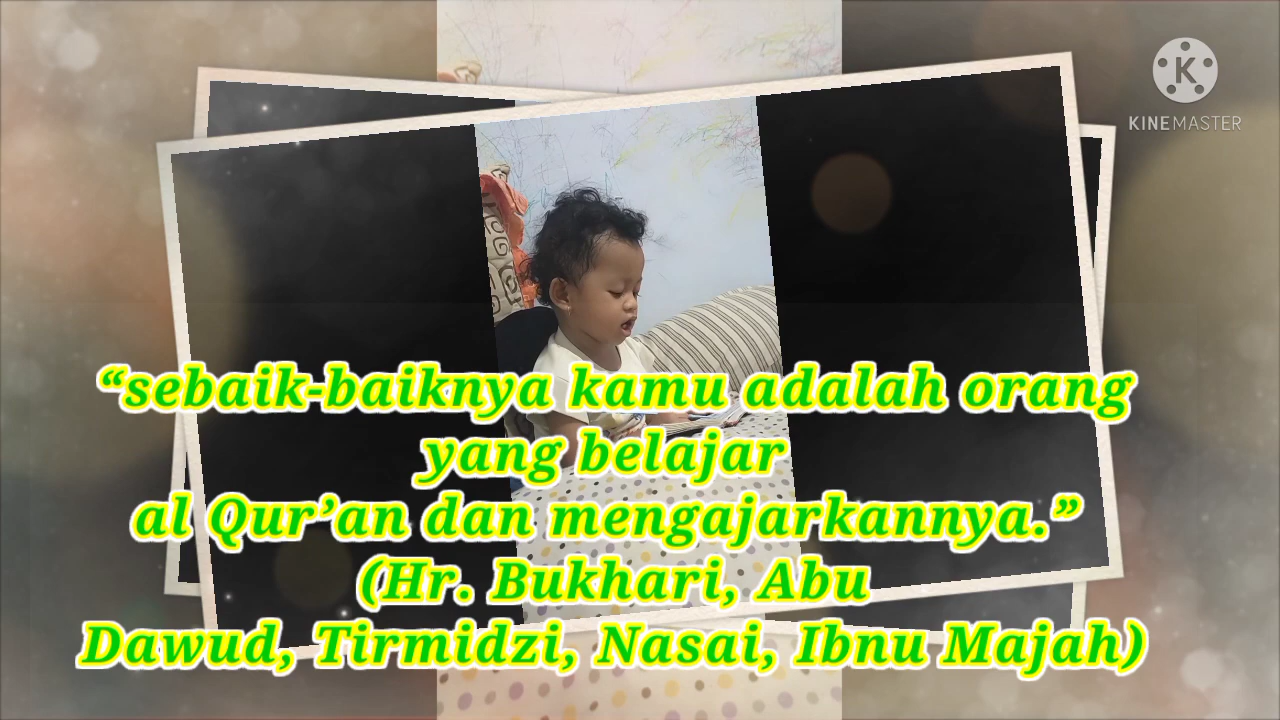 KINEMASTER
“sebaik-baiknya kamu adalah orang
yang belajar
al Qur’an dan mengajarkannya.”
(Hr. Bukhari, Abu
Dawud, Tirmidzi, Nasai, Ibnu Majah)